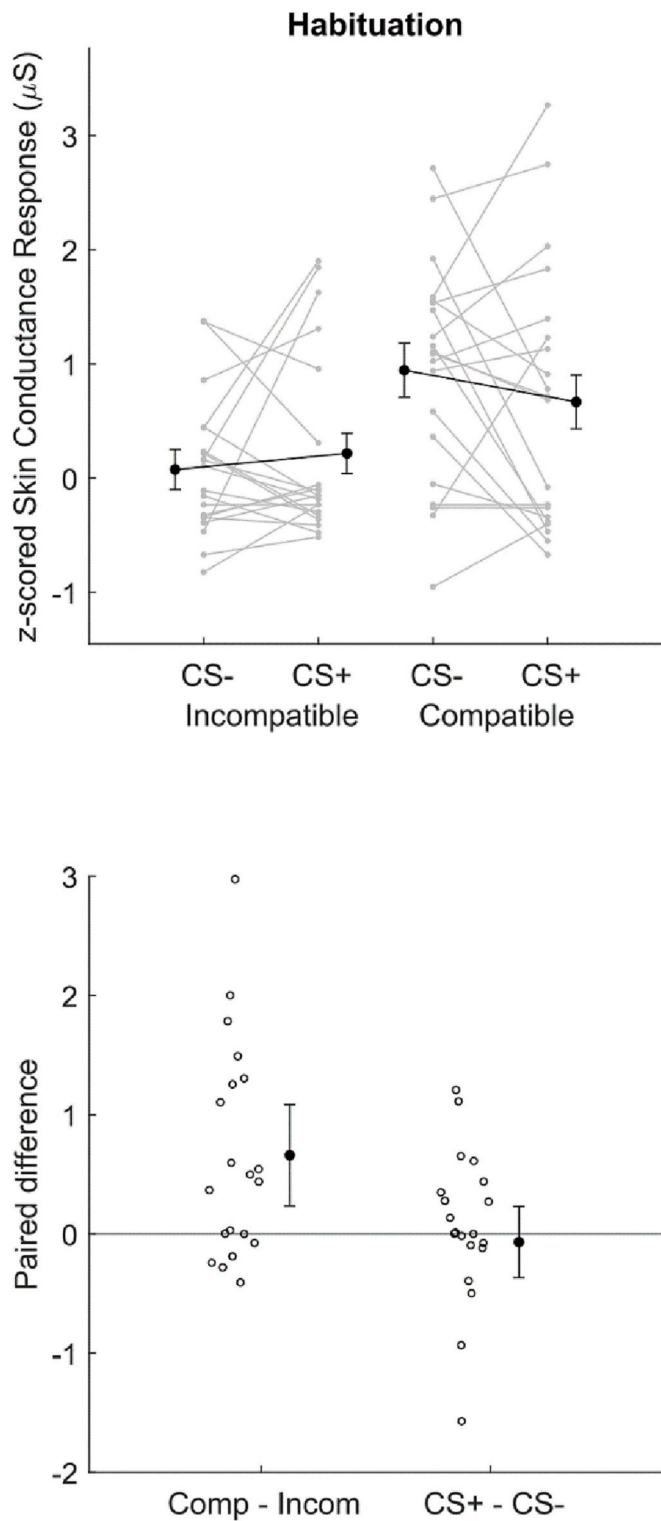 Habituation
z-scored Skin Conductance Response (μS)
3
2
1
0
-1
CS- CS+ CS- CS+
Incompatible Compatible
Paired difference
3
2
1
0
-1
-2
Comp - Incom CS+ - CS-